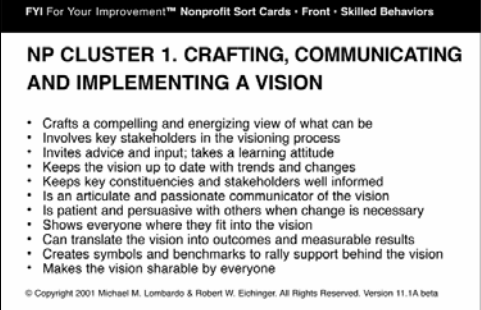 FYI For Your Improvement™ Nonprofit Sort Cards • Front • Skilled Behaviors
NP CLUSTER 1. CRAFTING, COMMUNICATING
AND IMPLEMENTING A VISION
• Crafts a compelling and energizing view of what can be
• Involves key stakeholders in the visioning process
• Invites advice and input; takes a learning attitude
• Keeps the vision up to date with trends and changes
• Keeps key constituencies and stakeholders well informed
• Is an articulate and passionate communicator of the vision
• Is patient and persuasive with others when change is necessary
• Shows everyone where they fit into the vision
• Can translate the vision into outcomes and measurable results
• Creates symbols and benchmarks to rally support behind the vision
• Makes the vision sharable by everyone
© Copyright 2001 Michael M. Lombardo & Robert W. Eichinger. All Rights Reserved. Version 11.1A beta